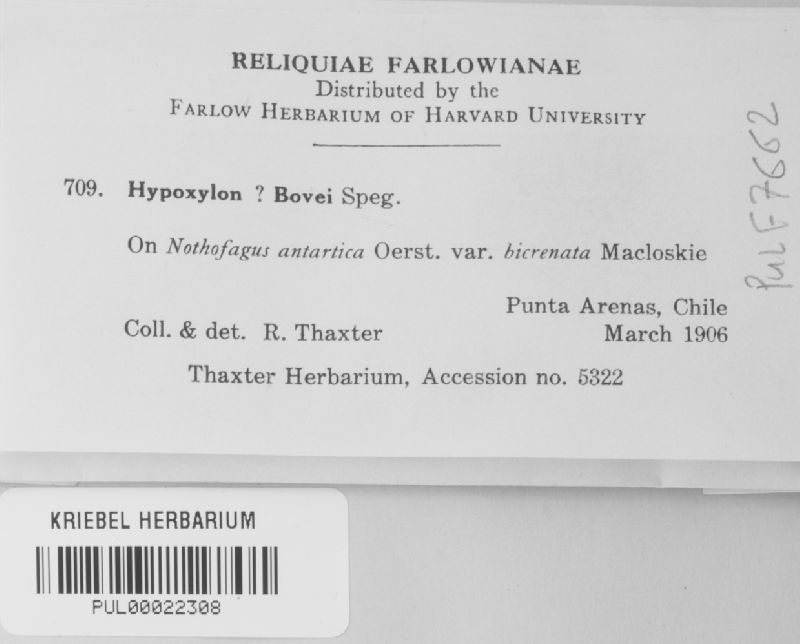 RELIQUIAE FARLOWIANAE
Distributed by the
FARLOW HERBARIUM OF HARVARD UNIVERSITY
709. Hypoxylon ? Bovei Speg.
On Nothofagus antartica Oerst. var. bicrenata Macloskie
Punta Arenas, Chile
Coll. & det. R. Thaxter March 1906
Thaxter Herbarium, Accession no. 5322
PUL F7662
KRIEBEL HERBARIUM
PUL00022308